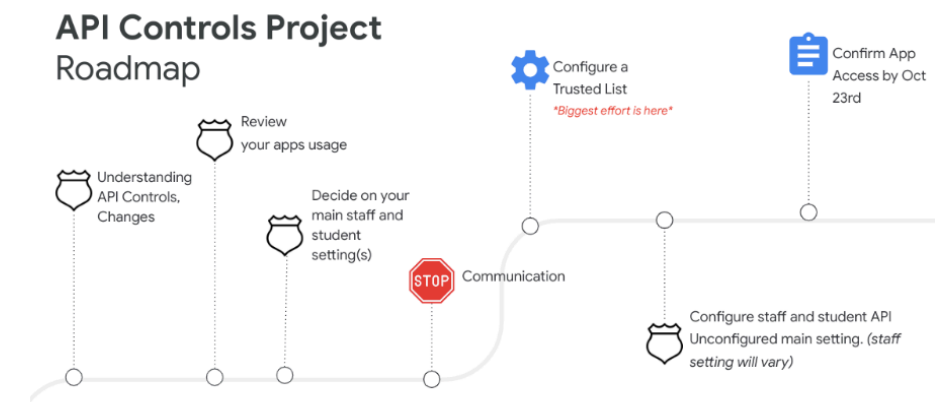 API Controls Project
Roadmap
Understanding
API Controls,
Changes
Review
your apps usage
Decide on your
main staff and
student
setting(s)
STOP
Communication
Configure a
Trusted List
*Biggest effort is here*
Configure staff and student API
Unconfigured main setting. (staff
setting will vary)
Confirm App
Access by Oct
23rd